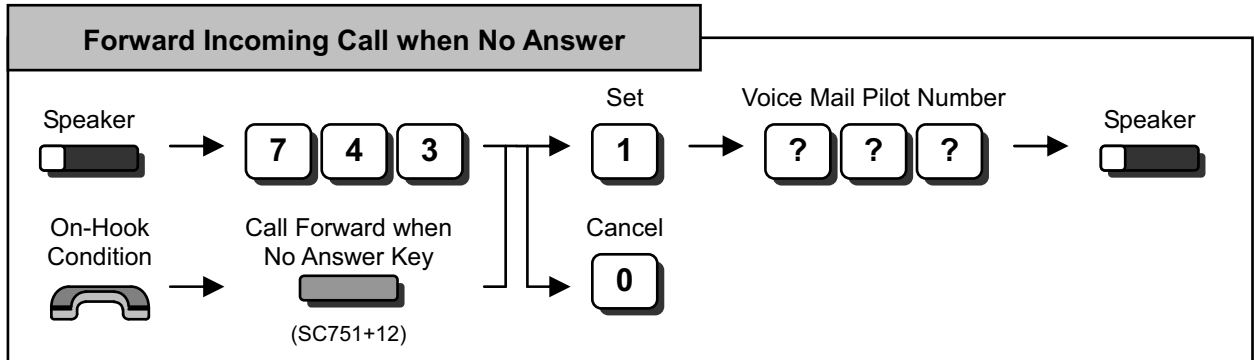 Forward Incoming Call when No Answer
Set
Voice Mail Pilot Number
Speaker
Speaker
7 4 3
1
? ? ?
On-Hook
Condition
Call Forward when
No Answer Key
Cancel
0
(SC751+12)